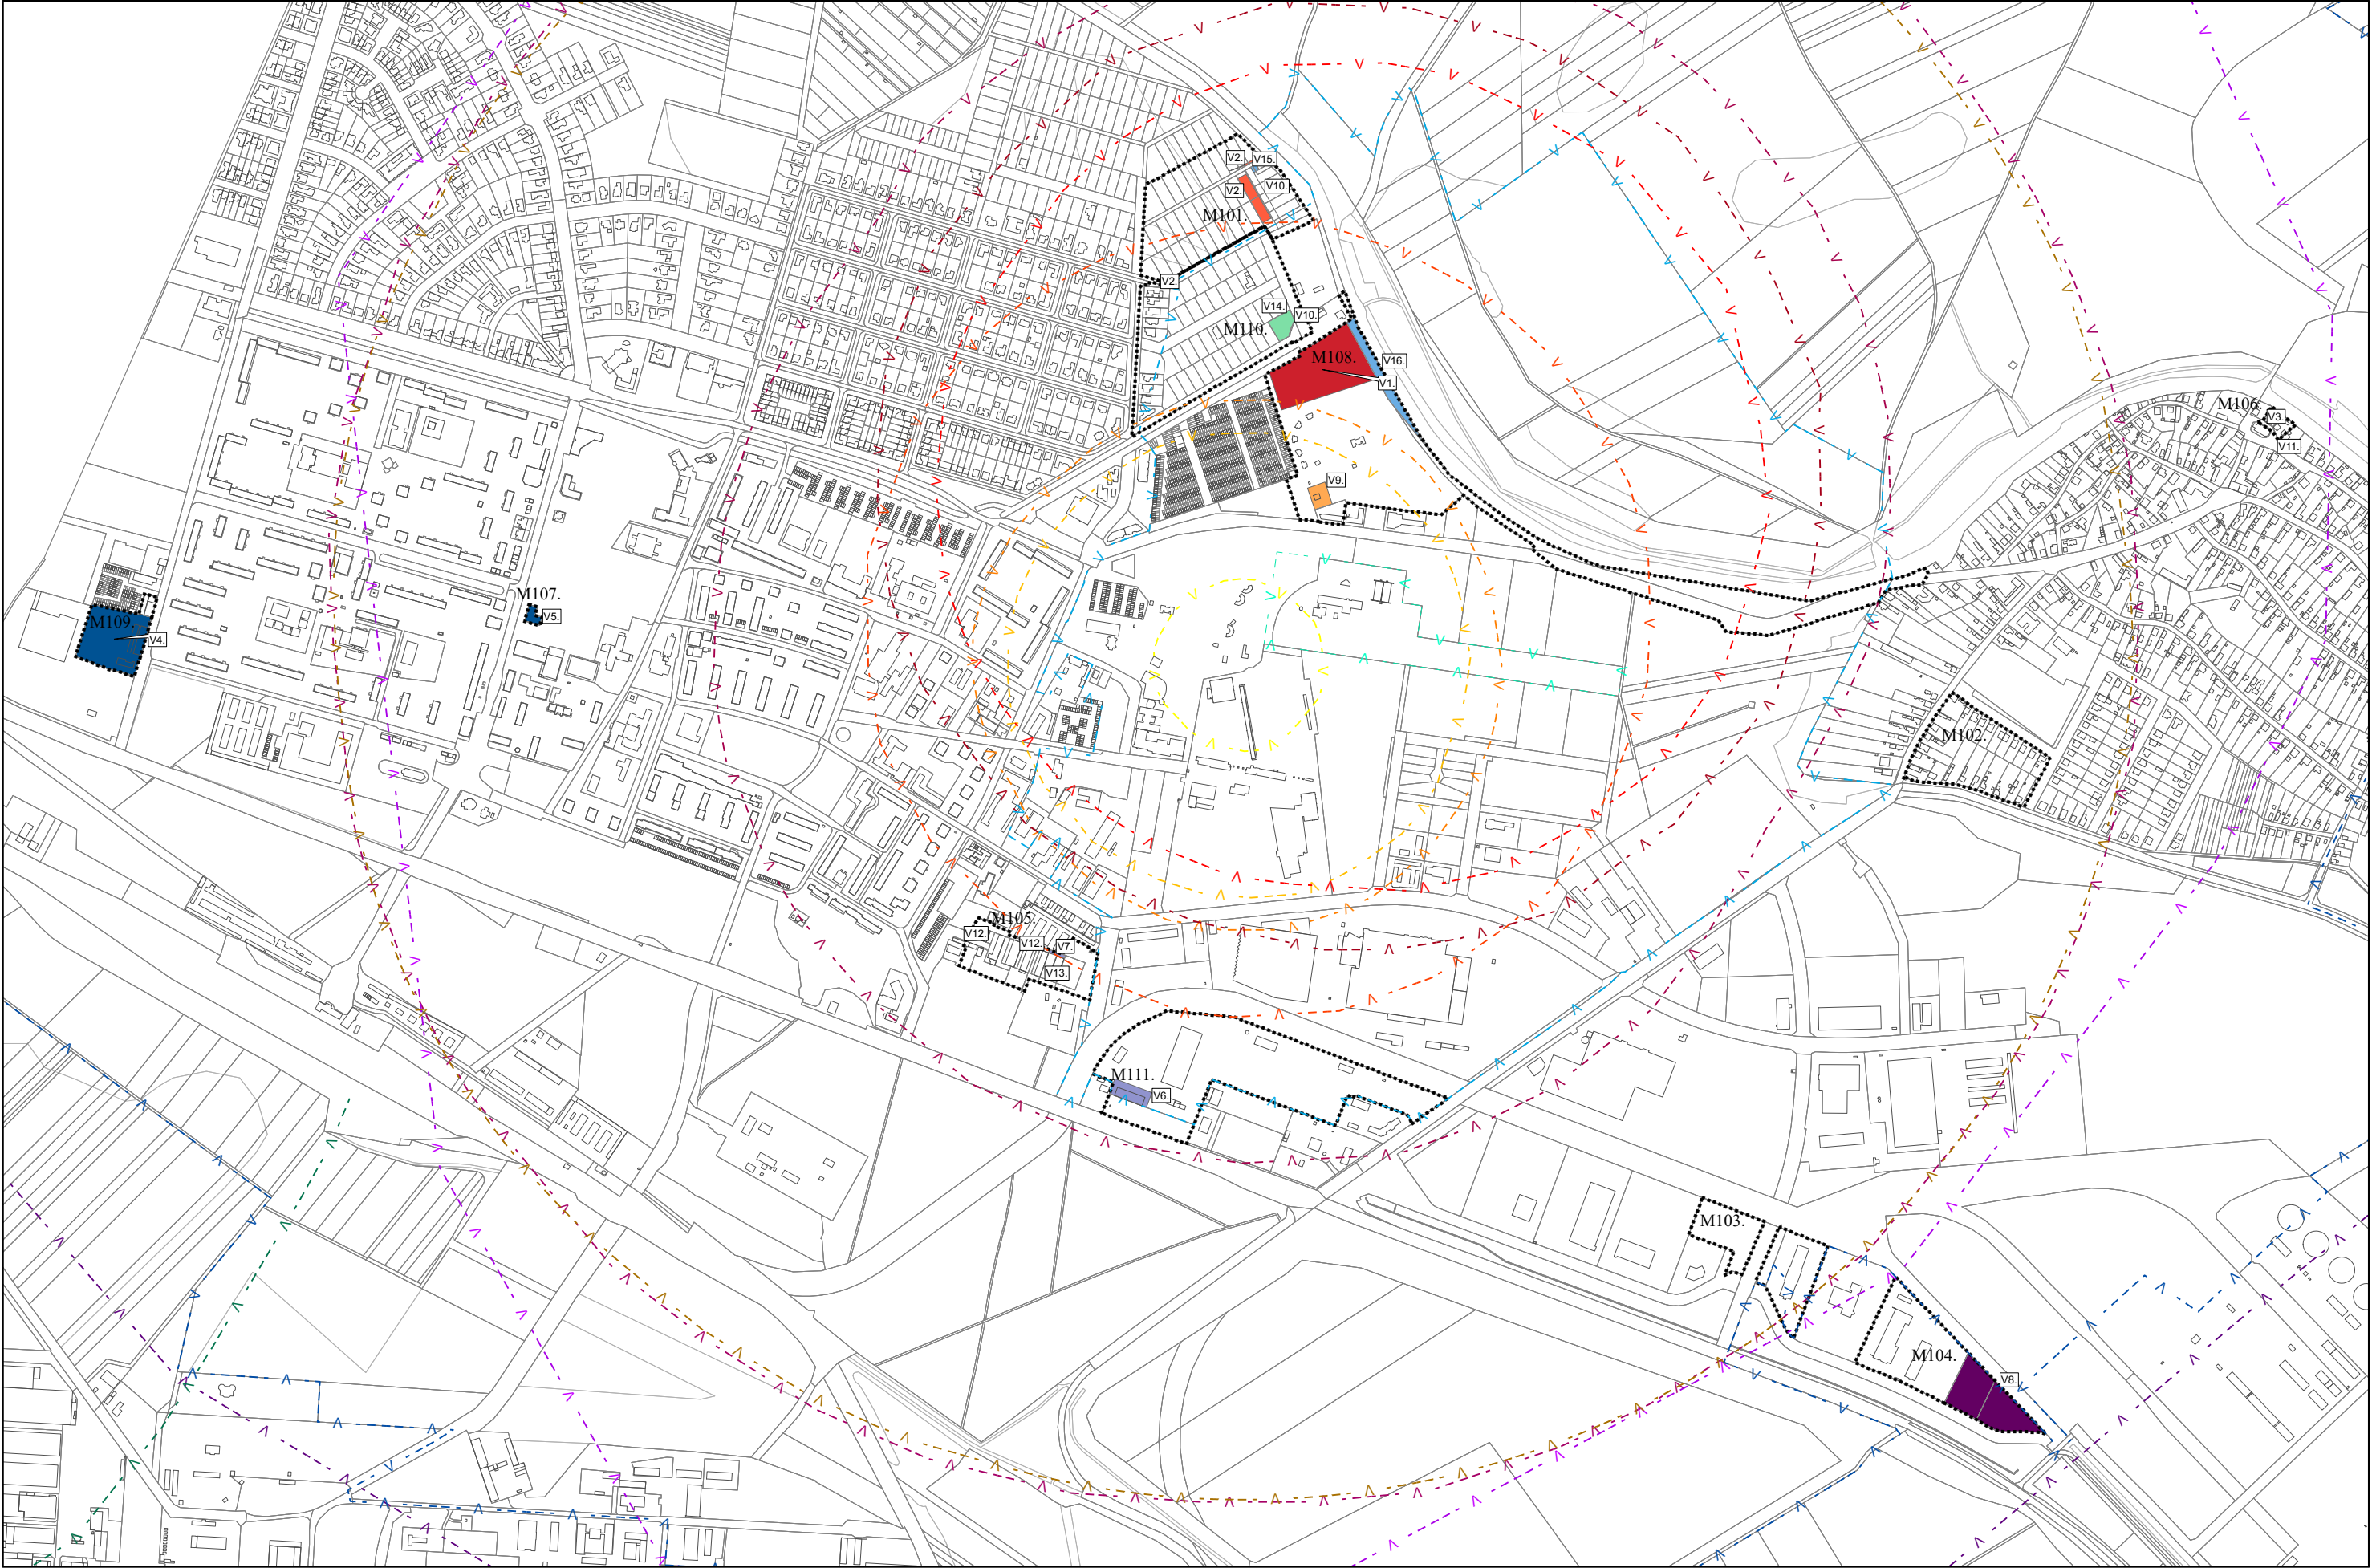 V2.
V15.
V2.
V10.
M101.
V2.
V14.
V10.
M110.
M108.
V16.
V1.
M106.
V3.
V11.
V9.
M107.
V5.
M109.
V4.
M102.
M105.
V12.
V12.
V7.
V13.
M111.
V6.
M103.
M104.
V8.